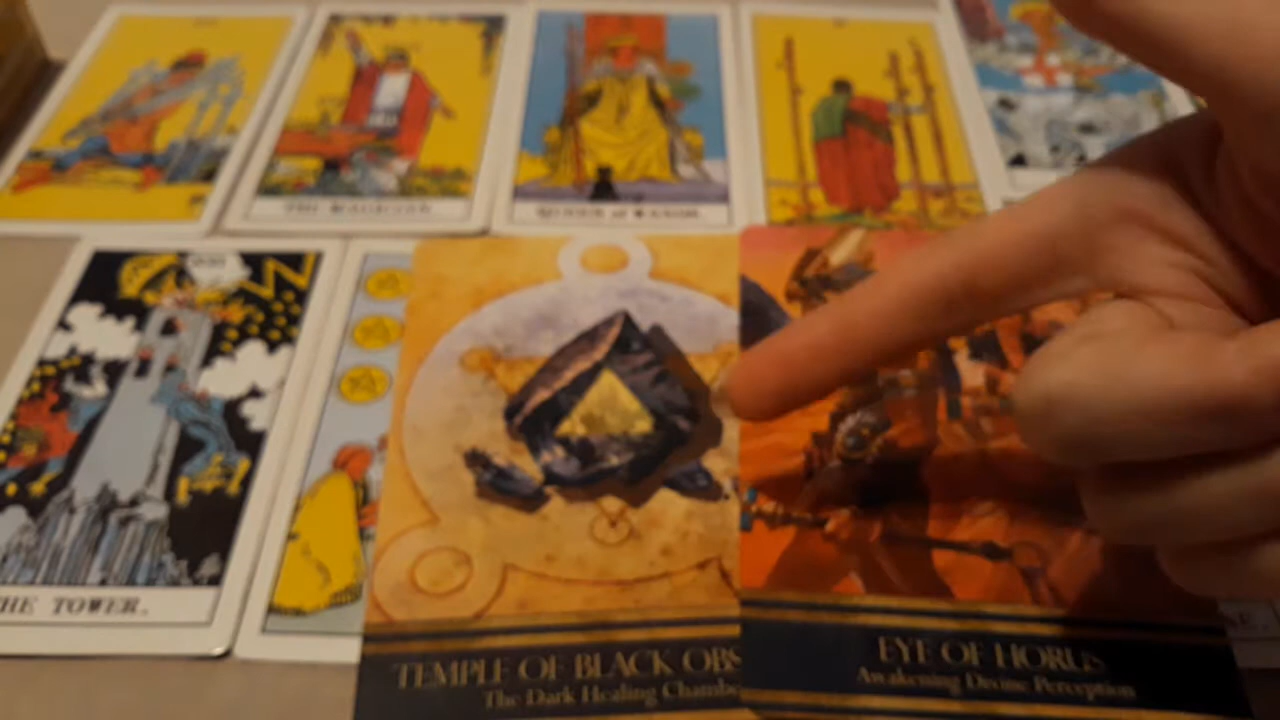 THE MAGICIAN.
QUEEN of WANDS.
THE TOWER.
TEMPLE OF BLACK OBS
The Dark Healing Chambe
EYE OF HORUS
Awakening Divine Perception